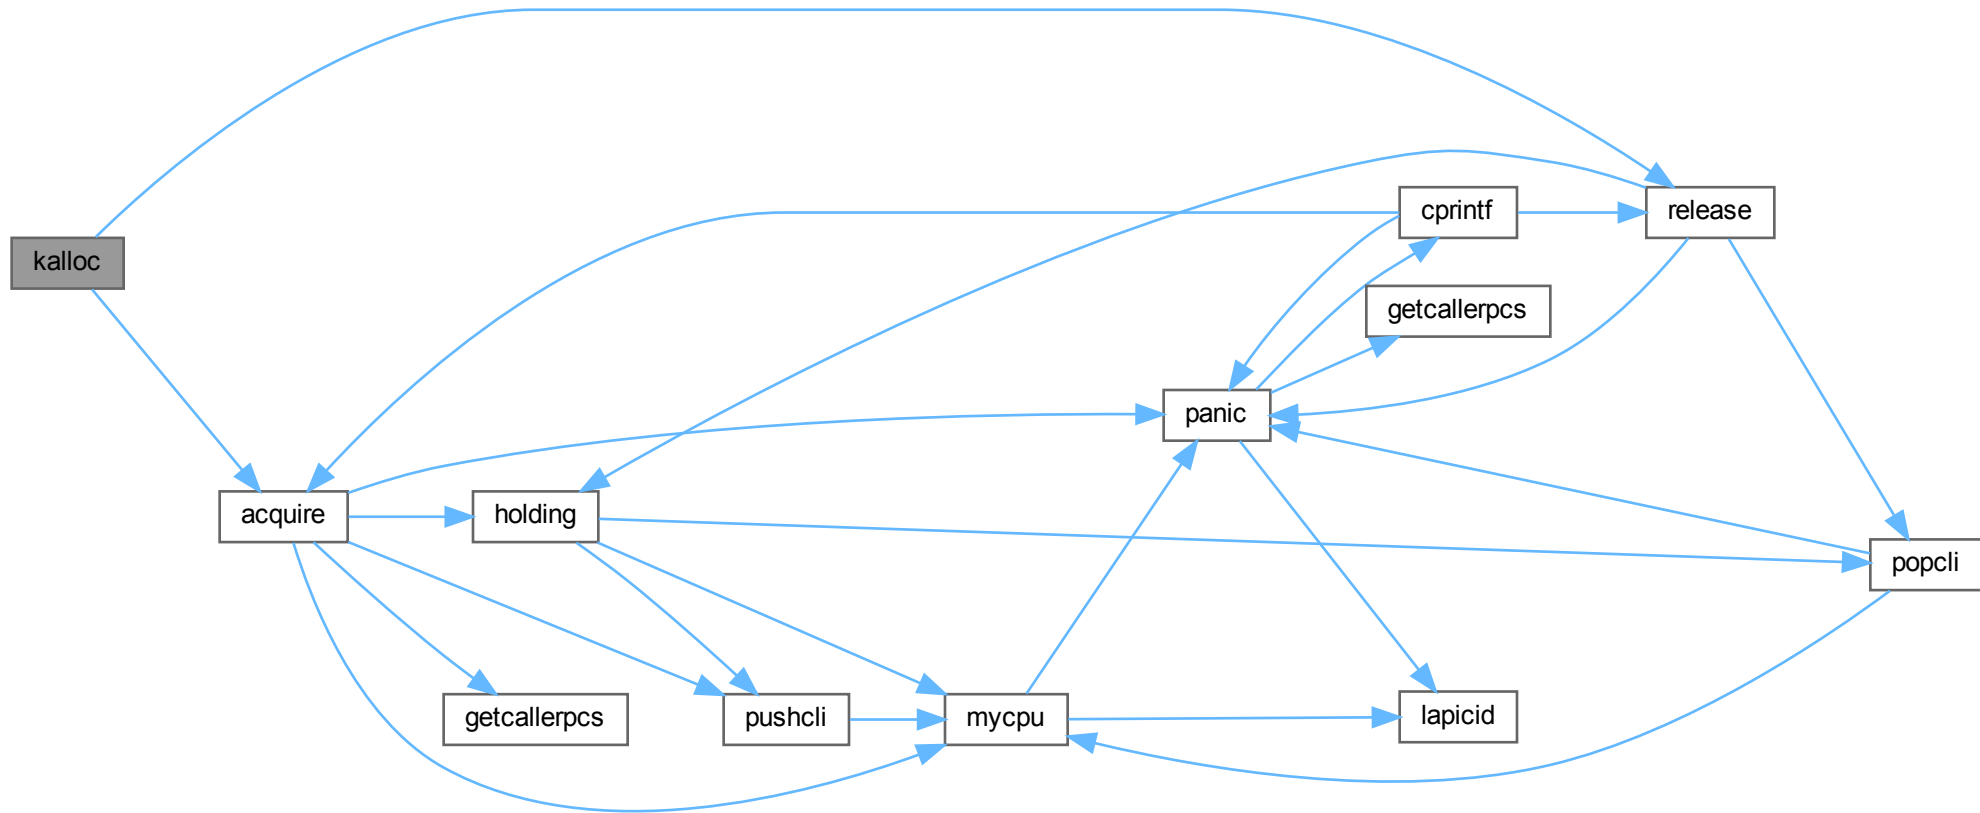 kalloc
cprintf
release
getcallerpcs
panic
acquire
holding
popcli
getcallerpcs
pushcli
mycpu
lapicid